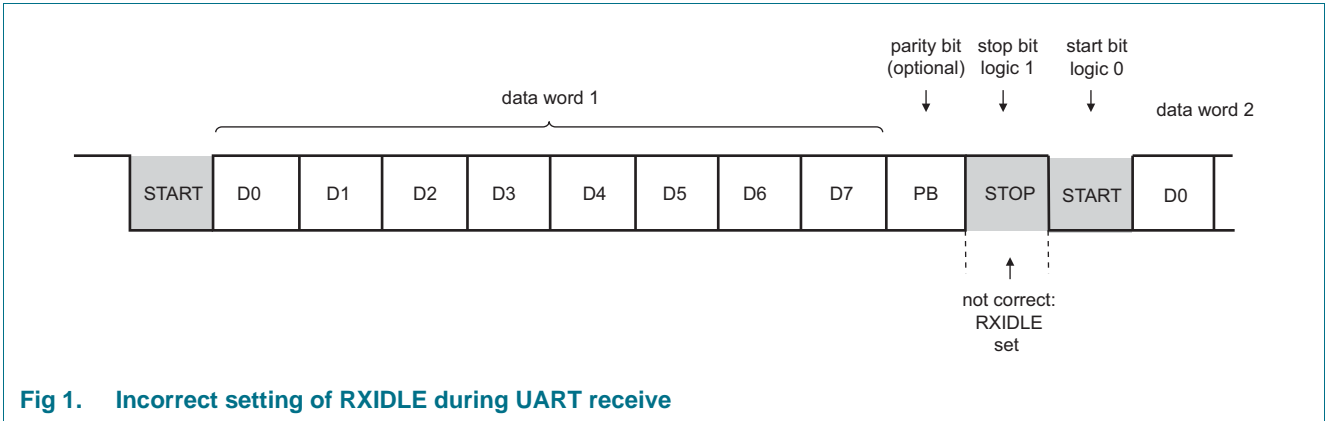 parity bit
(optional)
stop bit
logic 1
start bit
logic 0
data word 1
data word 2
START D0 D1 D2 D3 D4 D5 D6 D7 PB STOP START D0
not correct:
RXIDLE
set
Fig 1. Incorrect setting of RXIDLE during UART receive